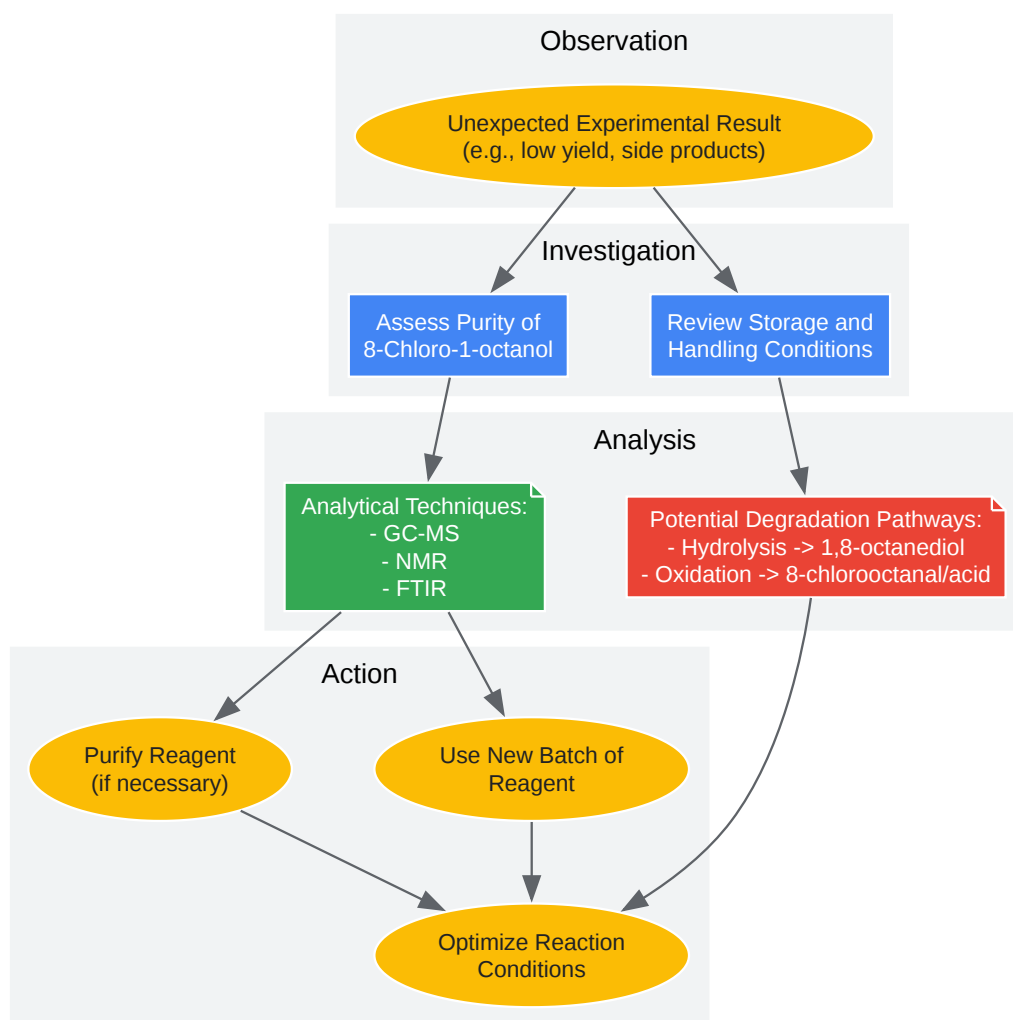 Observation
Unexpected Experimental Result
(e.g., low yield, side products)
Investigation
Assess Purity of
8-Chloro-1-octanol
Review Storage and
Handling Conditions
Analysis
Analytical Techniques:
- GC-MS
- NMR
- FTIR
Potential Degradation Pathways:
- Hydrolysis -> 1,8-octanediol
- Oxidation -> 8-chlorooctanal/acid
Action
Purify Reagent
(if necessary)
Use New Batch of
Reagent
Optimize Reaction
Conditions